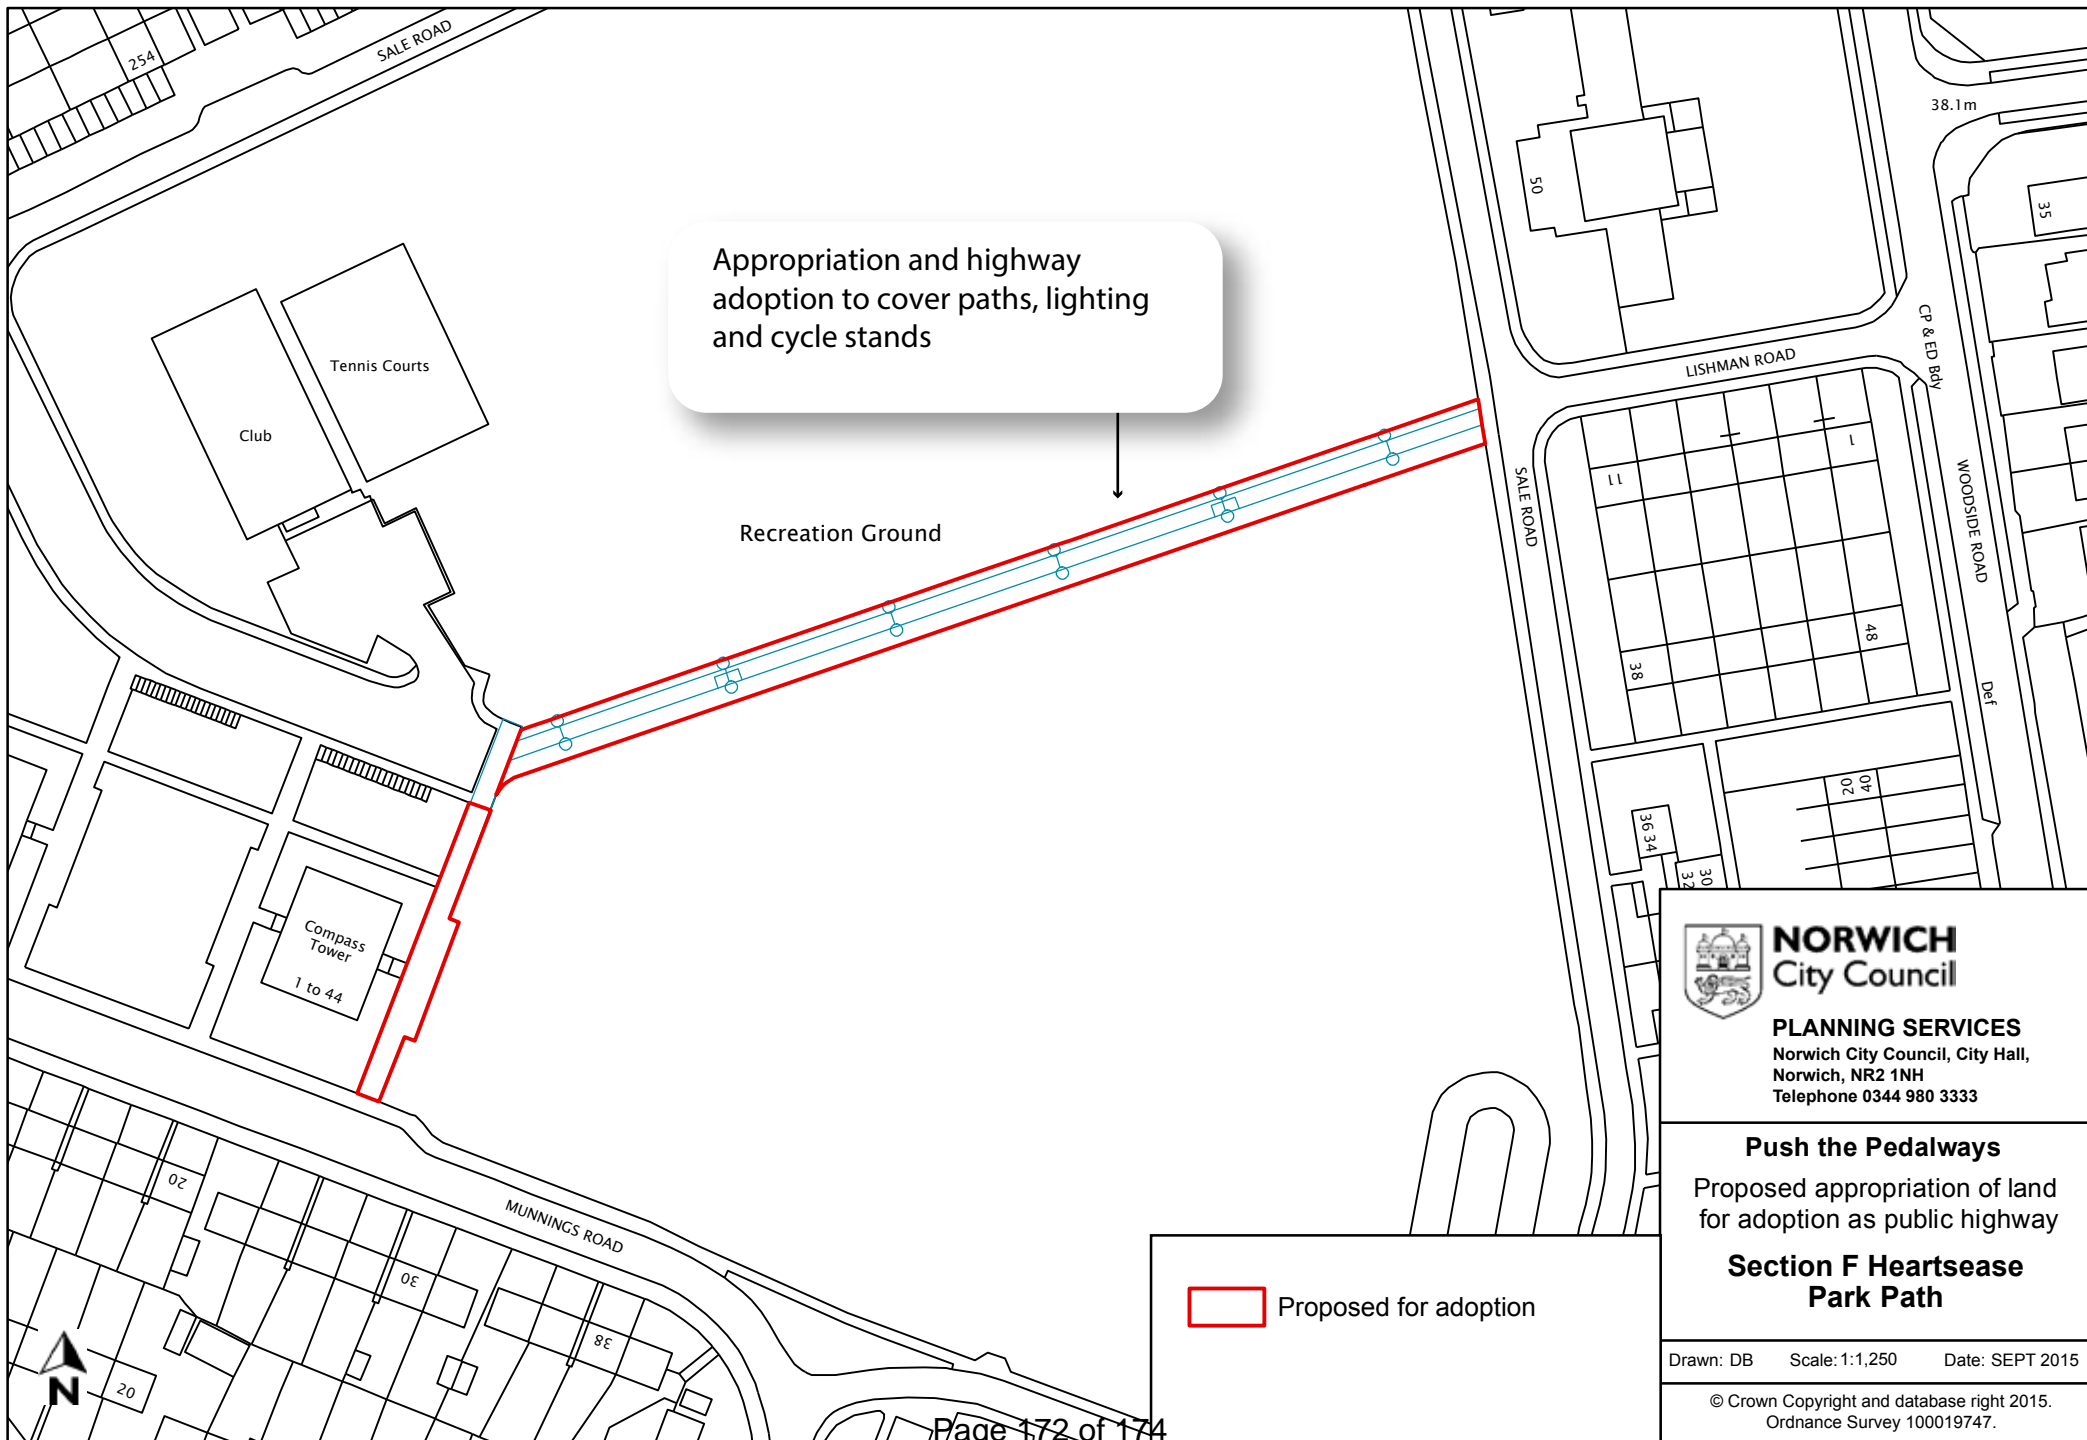 SALE ROAD
254
38.1m
50
35
Appropriation and highway
adoption to cover paths, lighting
and cycle stands
Tennis Courts
Club
CP & ED Bdy
LISHMAN ROAD
1
11
SALE ROAD
WOODSIDE ROAD
Recreation Ground
48
38
Def
20
40
36 34
32
30
Compass
Tower
1 to 44
20
MUNNINGS ROAD
30
38
20
N
NORWICH
City Council
PLANNING SERVICES
Norwich City Council, City Hall,
Norwich, NR2 1NH
Telephone 0344 980 3333
Push the Pedalways
Proposed appropriation of land
for adoption as public highway
Section F Heartsease
Park Path
Proposed for adoption
Drawn: DB Scale: 1:1,250 Date: SEPT 2015
© Crown Copyright and database right 2015.
Ordnance Survey 100019747.
Page 172 of 174